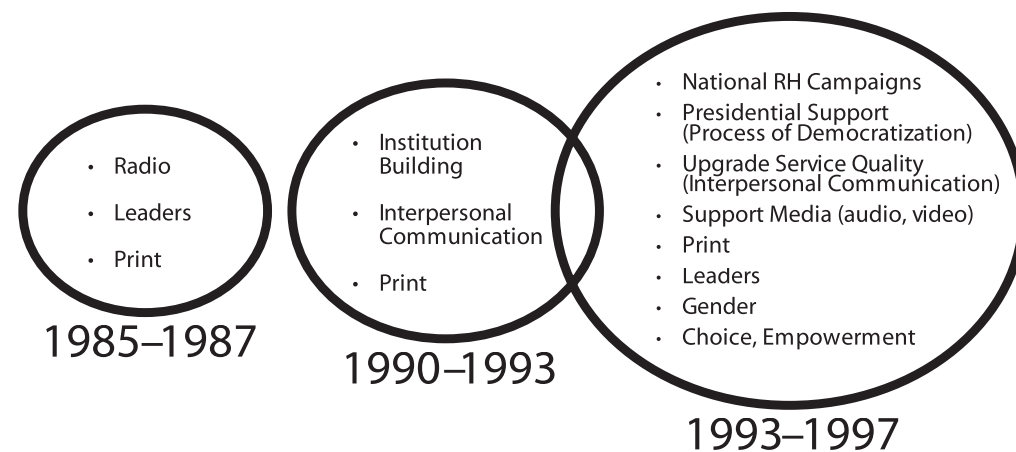 • Radio
• Leaders
• Print
1985–1987
• Institution
Building
• Interpersonal
Communication
• Print
1990–1993
• National RH Campaigns
• Presidential Support
(Process of Democratization)
• Upgrade Service Quality
(Interpersonal Communication)
• Support Media (audio, video)
• Print
• Leaders
• Gender
• Choice, Empowerment
1993–1997